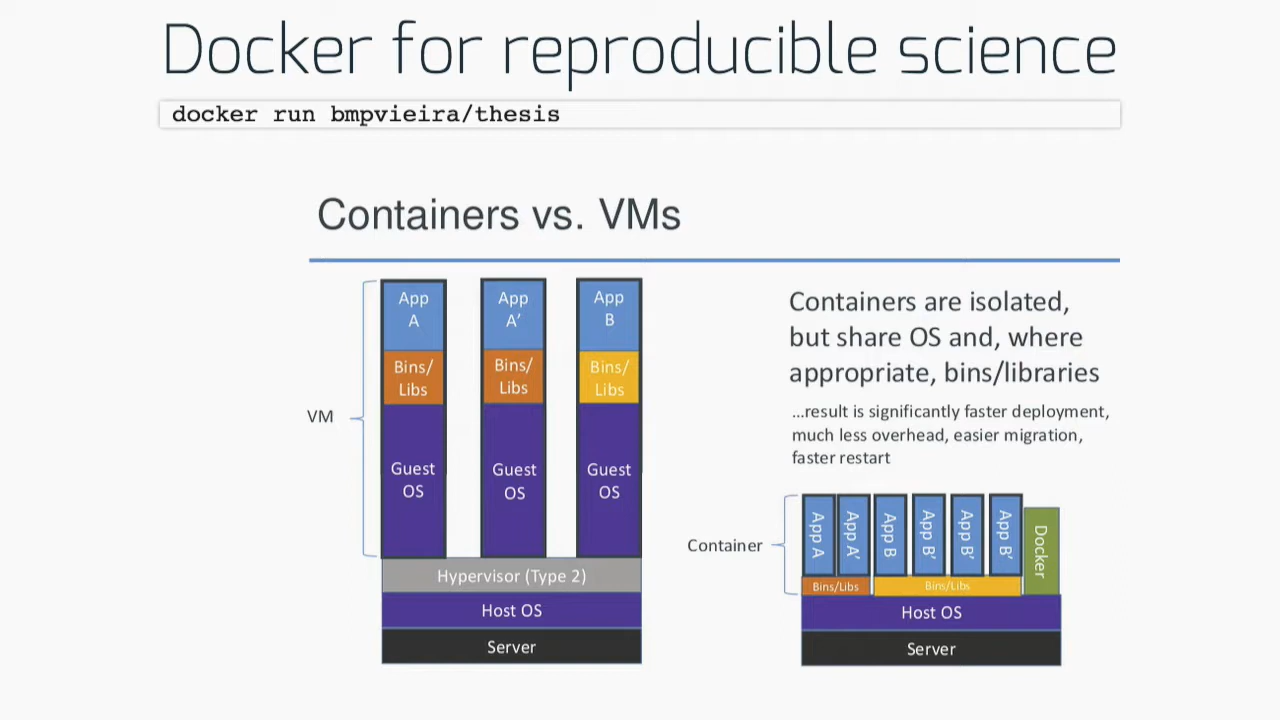 Docker for reproducible science
docker run bmpvieira/thesis
Containers vs. VMs
App
A
Bins/
Libs
Guest
OS
App
A’
Bins/
Libs
Guest
OS
App
B
Bins/
Libs
Guest
OS
VM
Hypervisor (Type 2)
Host OS
Server
Containers are isolated,
but share OS and, where
appropriate, bins/libraries
...result is significantly faster deployment,
much less overhead, easier migration,
faster restart
Container
App A
App A’
App B
App B’
App B’
App B’
Docker
Bins/Libs
Bins/Libs
Host OS
Server